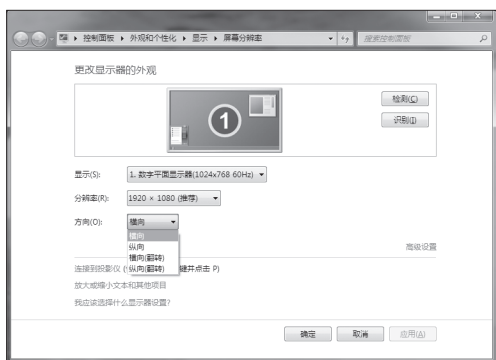 控制面板 ▸ 外观和个性化 ▸ 显示 ▸ 屏幕分辨率
搜索控制面板
更改显示器的外观
1
检测(C)
识别(I)
显示(S): 1. 数字平面显示器(1024x768 60Hz)
分辨率(R): 1920 × 1080 (推荐)
方向(O): 横向
横向
纵向
横向(翻转)
纵向(翻转)
高级设置
连接到投影仪 ( 键并点击 P)
放大或缩小文本和其他项目
我应该选择什么显示器设置?
确定 取消 应用(A)